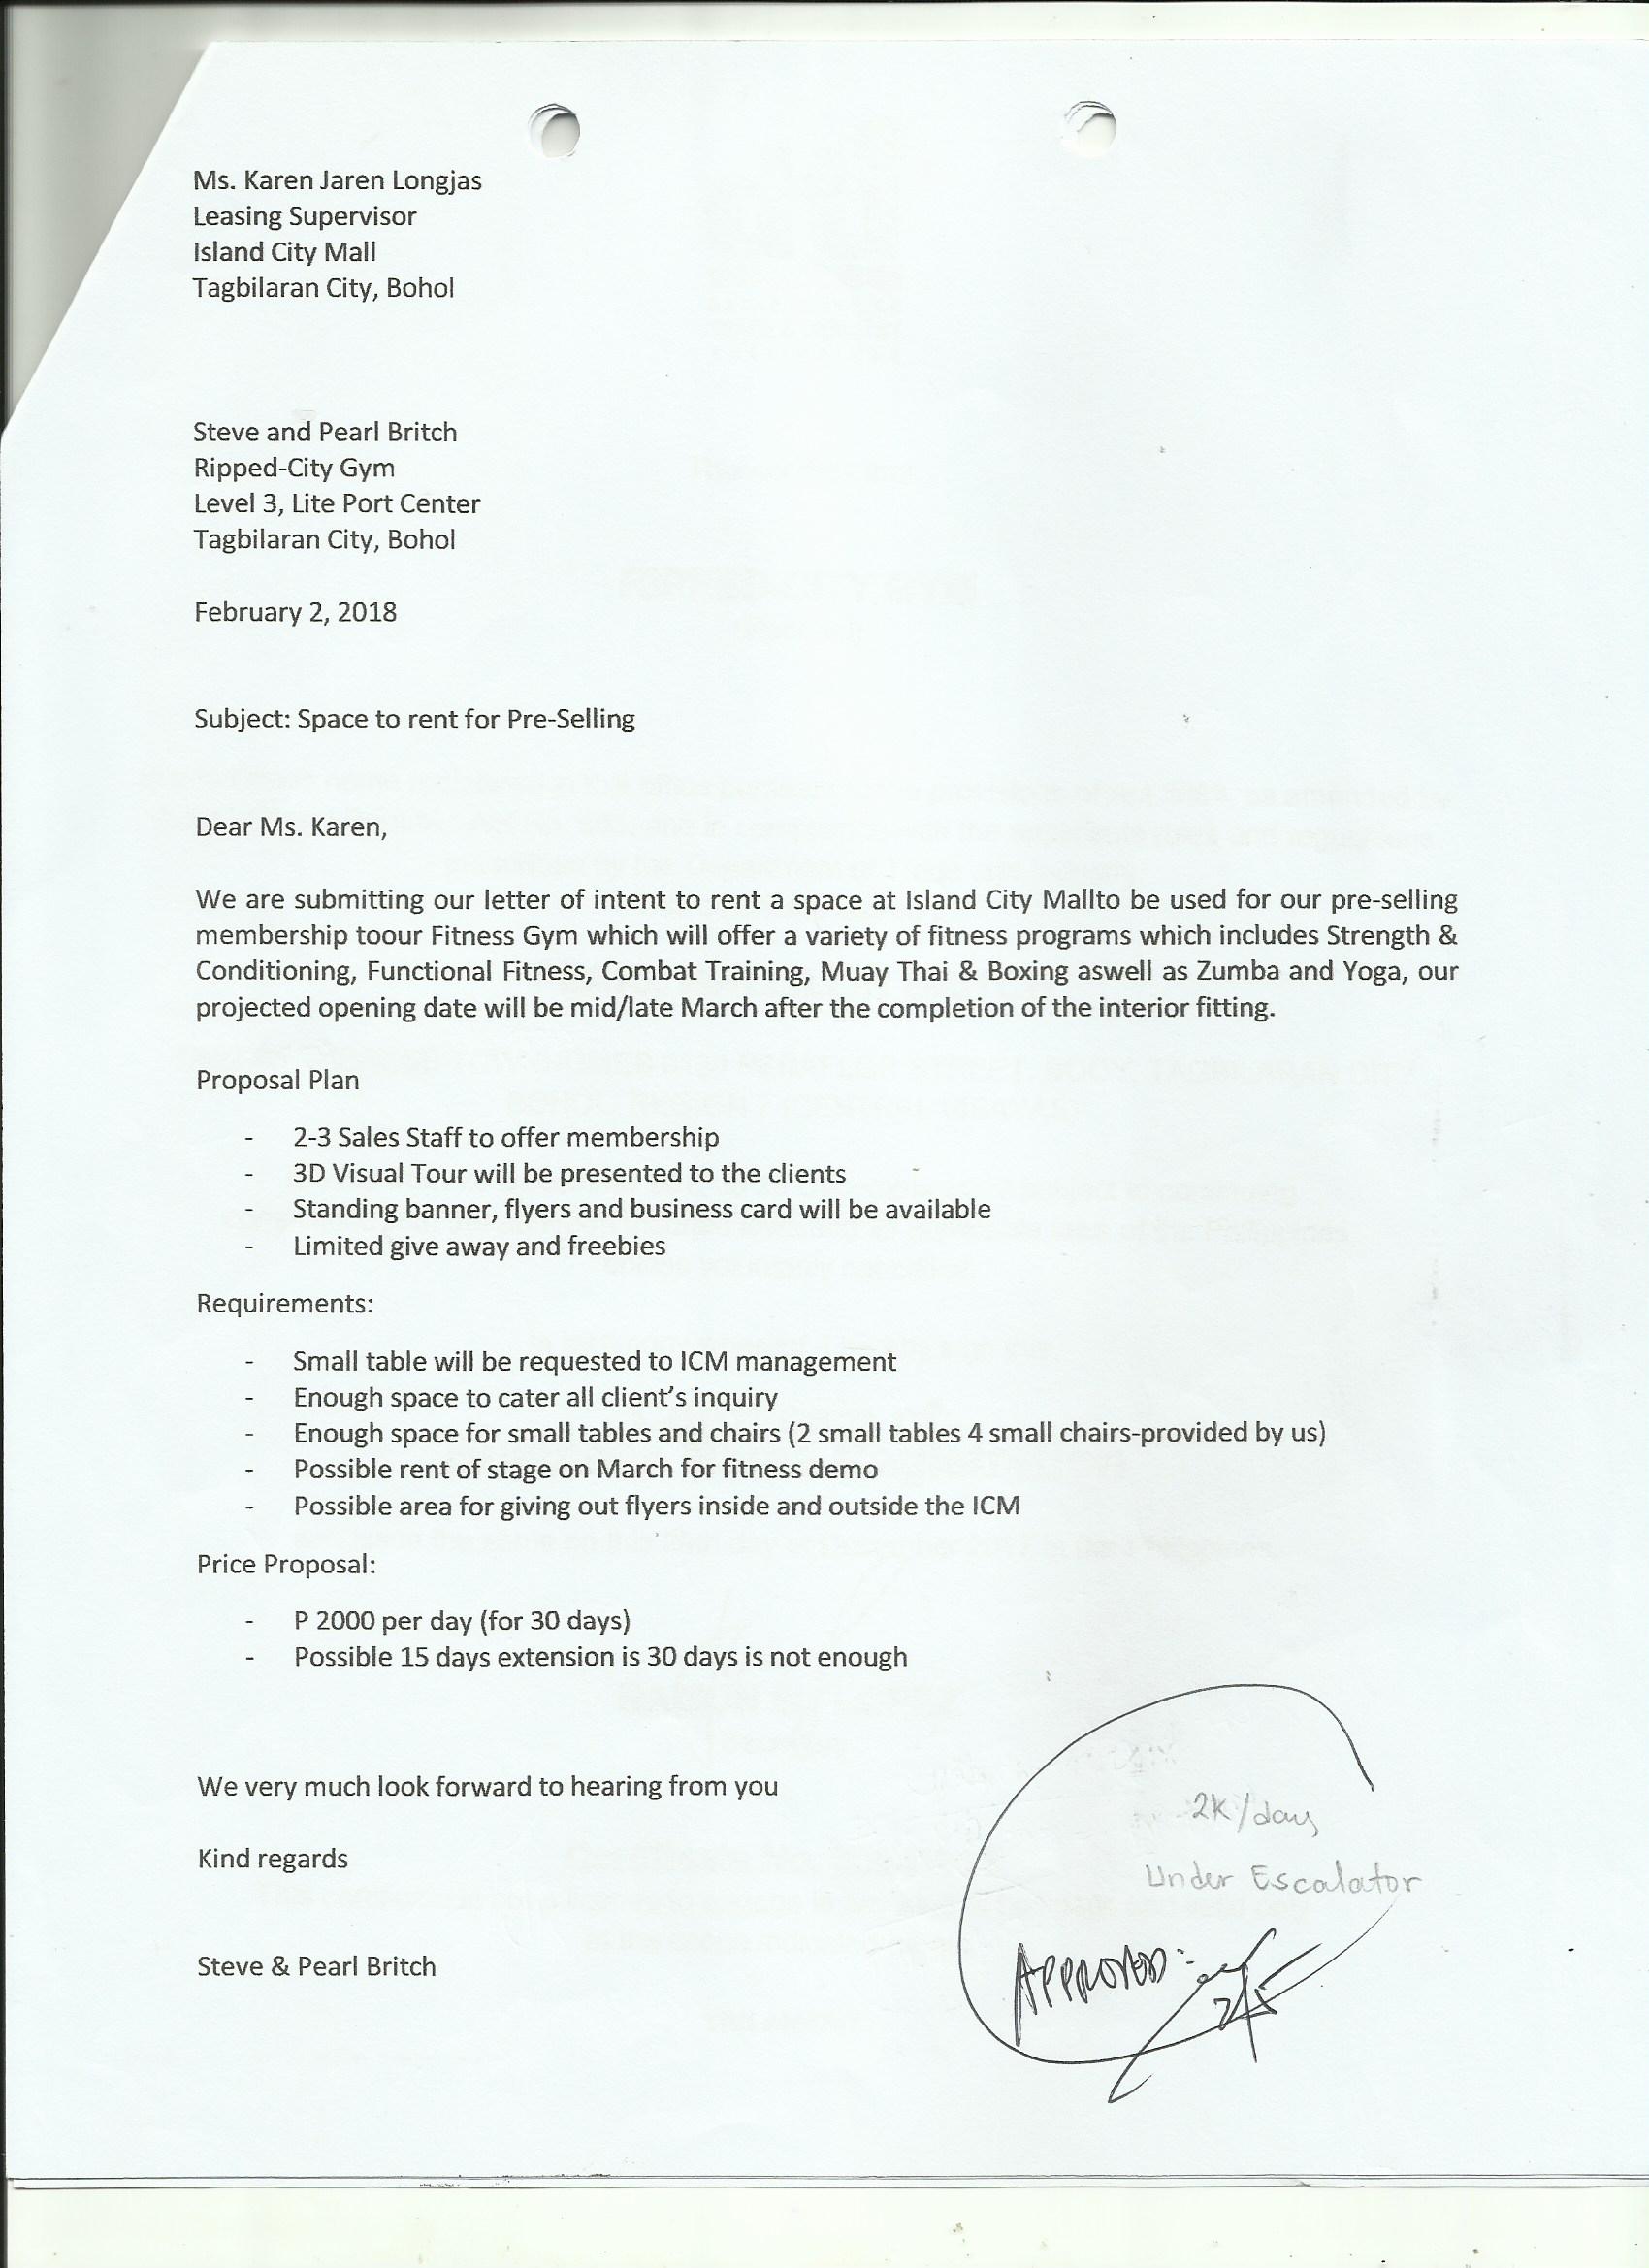 Ms. Karen Jaren Longjas
Leasing Supervisor
Island City Mall
Tagbilaran City, Bohol
Steve and Pearl Britch
Ripped-City Gym
Level 3, Lite Port Center
Tagbilaran City, Bohol
February 2, 2018
Subject: Space to rent for Pre-Selling
Dear Ms. Karen,
We are submitting our letter of intent to rent a space at Island City Mallto be used for our pre-selling
membership toour Fitness Gym which will offer a variety of fitness programs which includes Strength &
Conditioning, Functional Fitness, Combat Training, Muay Thai & Boxing aswell as Zumba and Yoga, our
projected opening date will be mid/late March after the completion of the interior fitting.
Proposal Plan
- 2-3 Sales Staff to offer membership
- 3D Visual Tour will be presented to the clients
- Standing banner, flyers and business card will be available
- Limited give away and freebies
Requirements:
- Small table will be requested to ICM management
- Enough space to cater all client's inquiry
- Enough space for small tables and chairs (2 small tables 4 small chairs-provided by us)
- Possible rent of stage on March for fitness demo
- Possible area for giving out flyers inside and outside the ICM
Price Proposal:
- P 2000 per day (for 30 days)
- Possible 15 days extension is 30 days is not enough
We very much look forward to hearing from you
2k/day
Kind regards
Under Escalator
Steve & Pearl Britch
APPROVED:
2/5